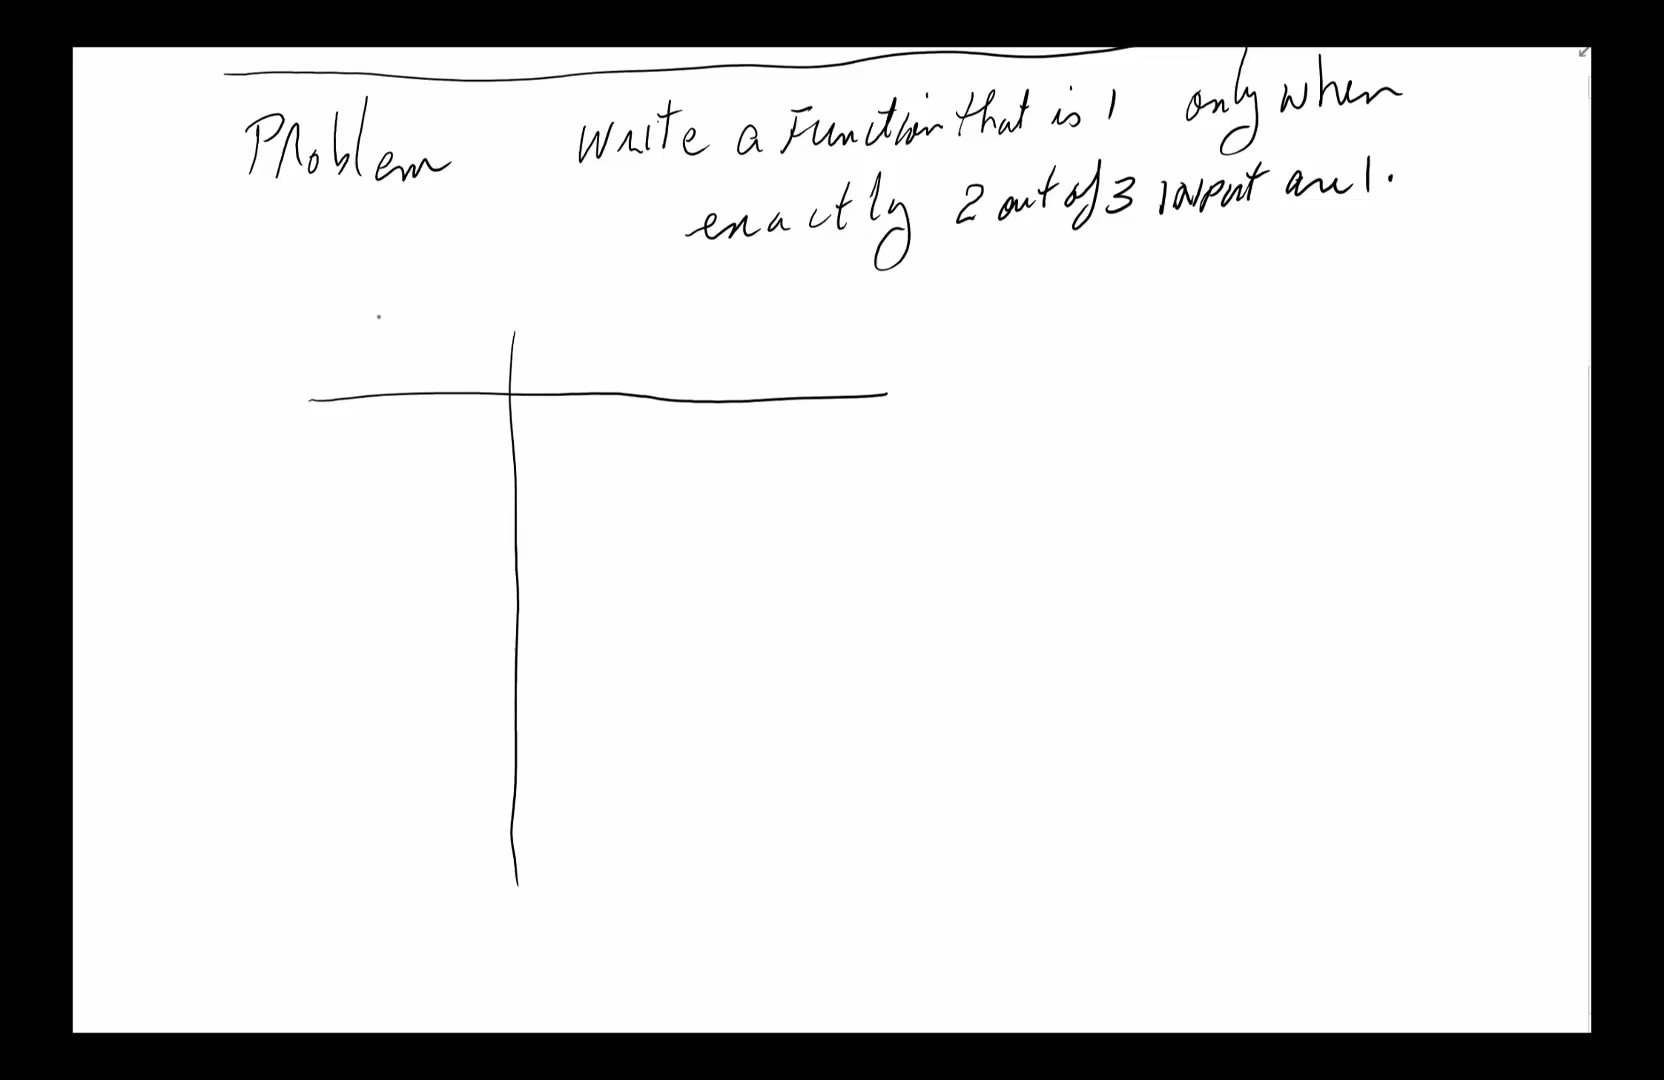 Problem Write a Function that is 1 only when
exactly 2 out of 3 input are 1.